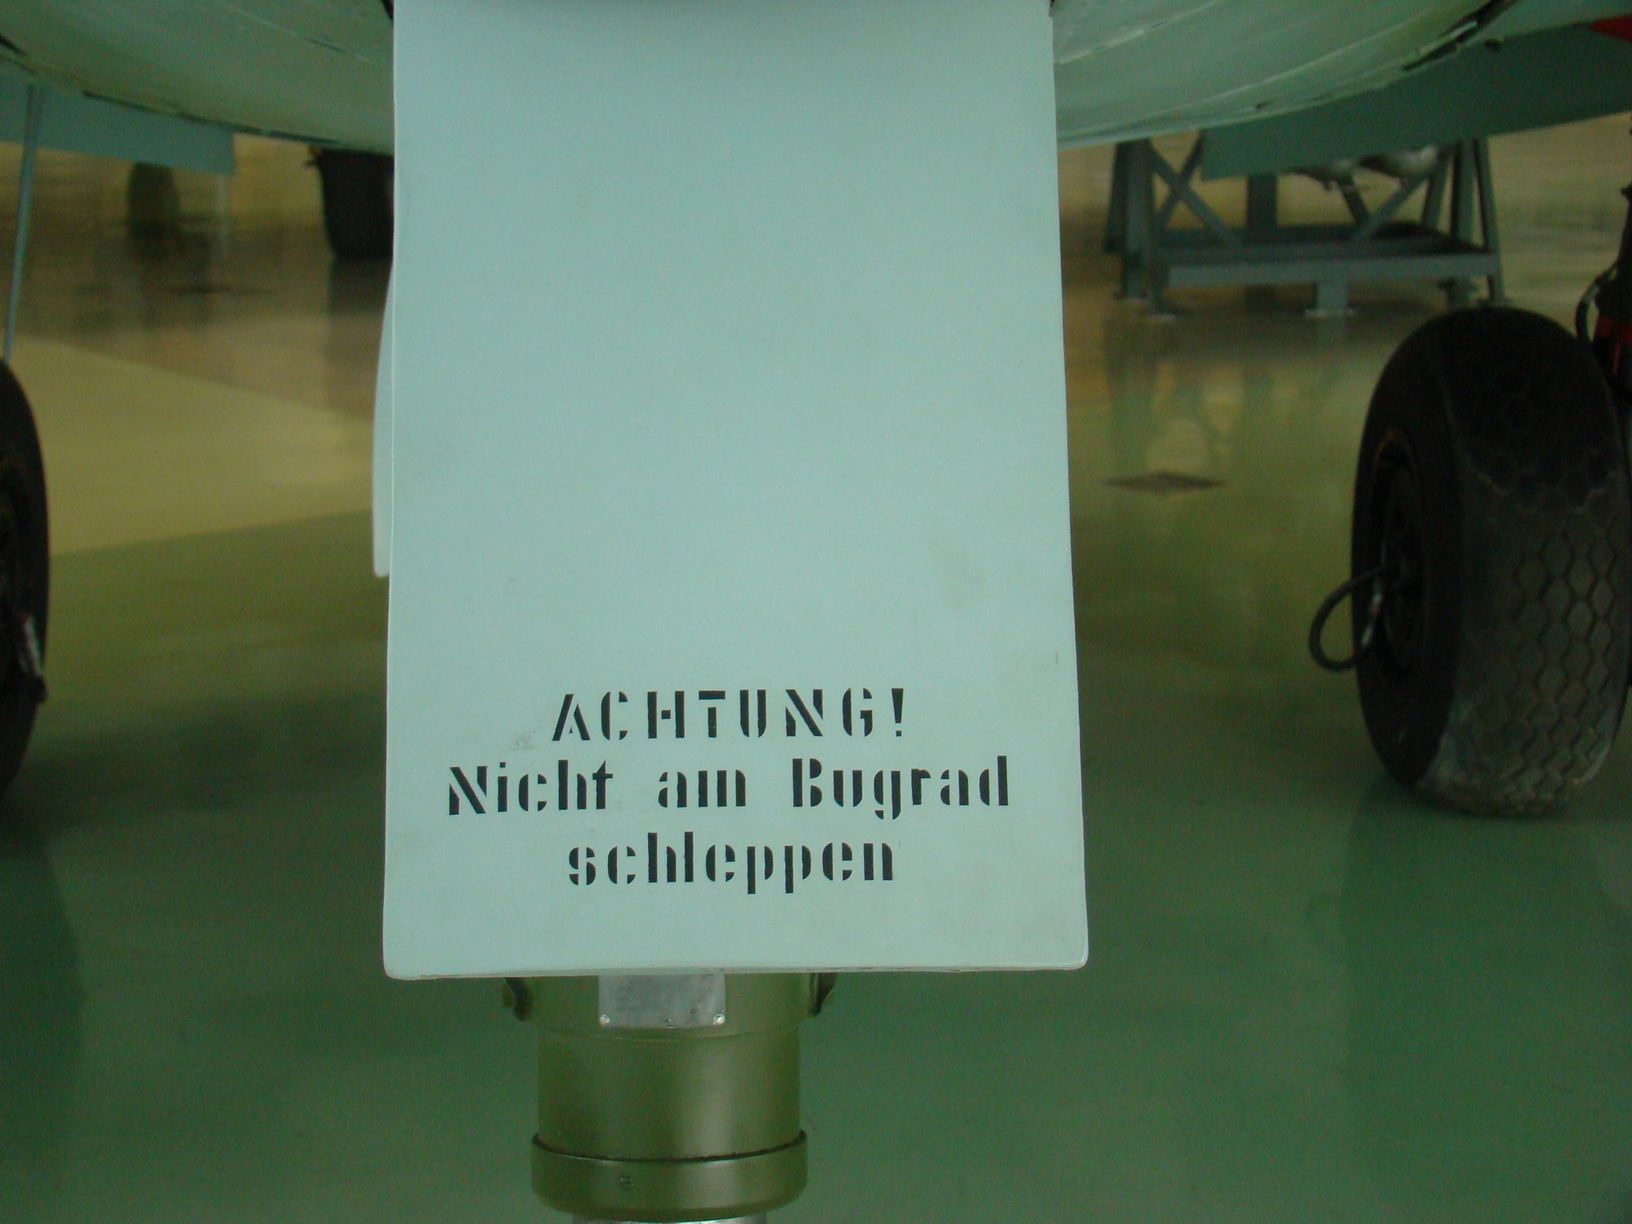 ACHTUNG!
Nicht am Bugrad
schleppen